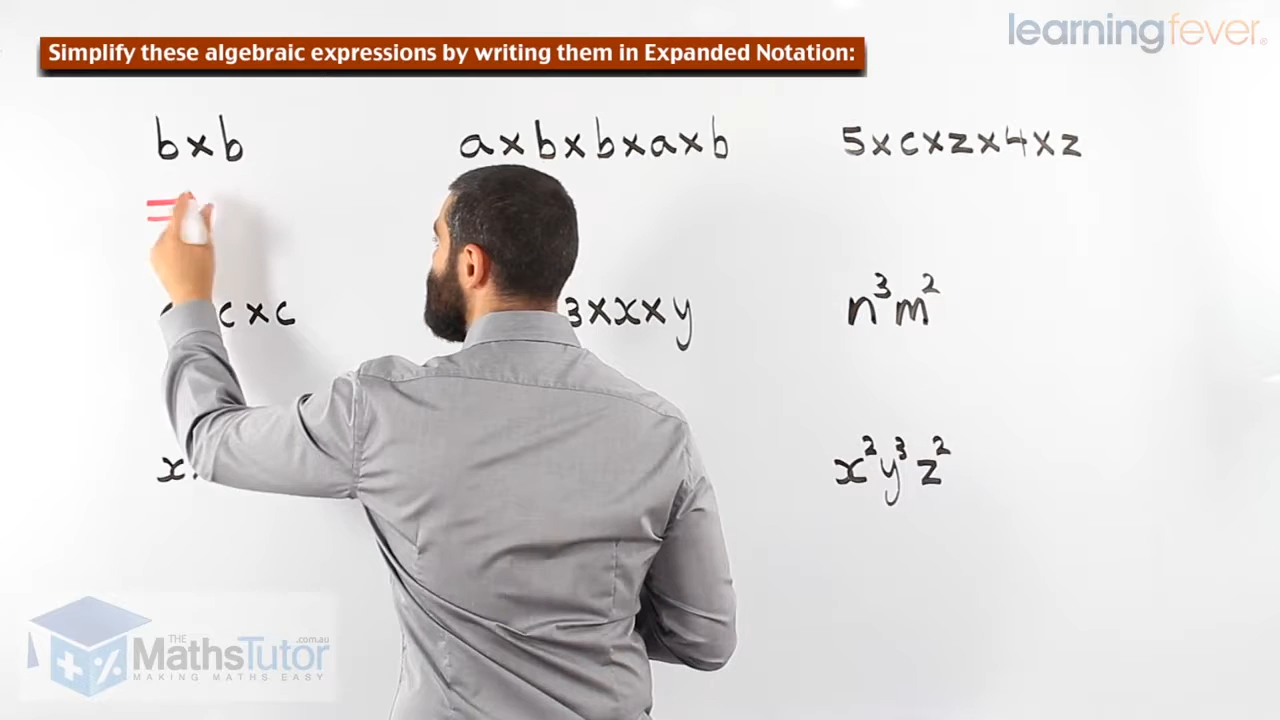 learningfever®
Simplify these algebraic expressions by writing them in Expanded Notation:
b×b
a×b×b×a×b
5×c×z×4×z
=
c×c
3×x×y
n³m²
x
x²y³z²
THE
MathsTutor
.com.au
MAKING MATHS EASY